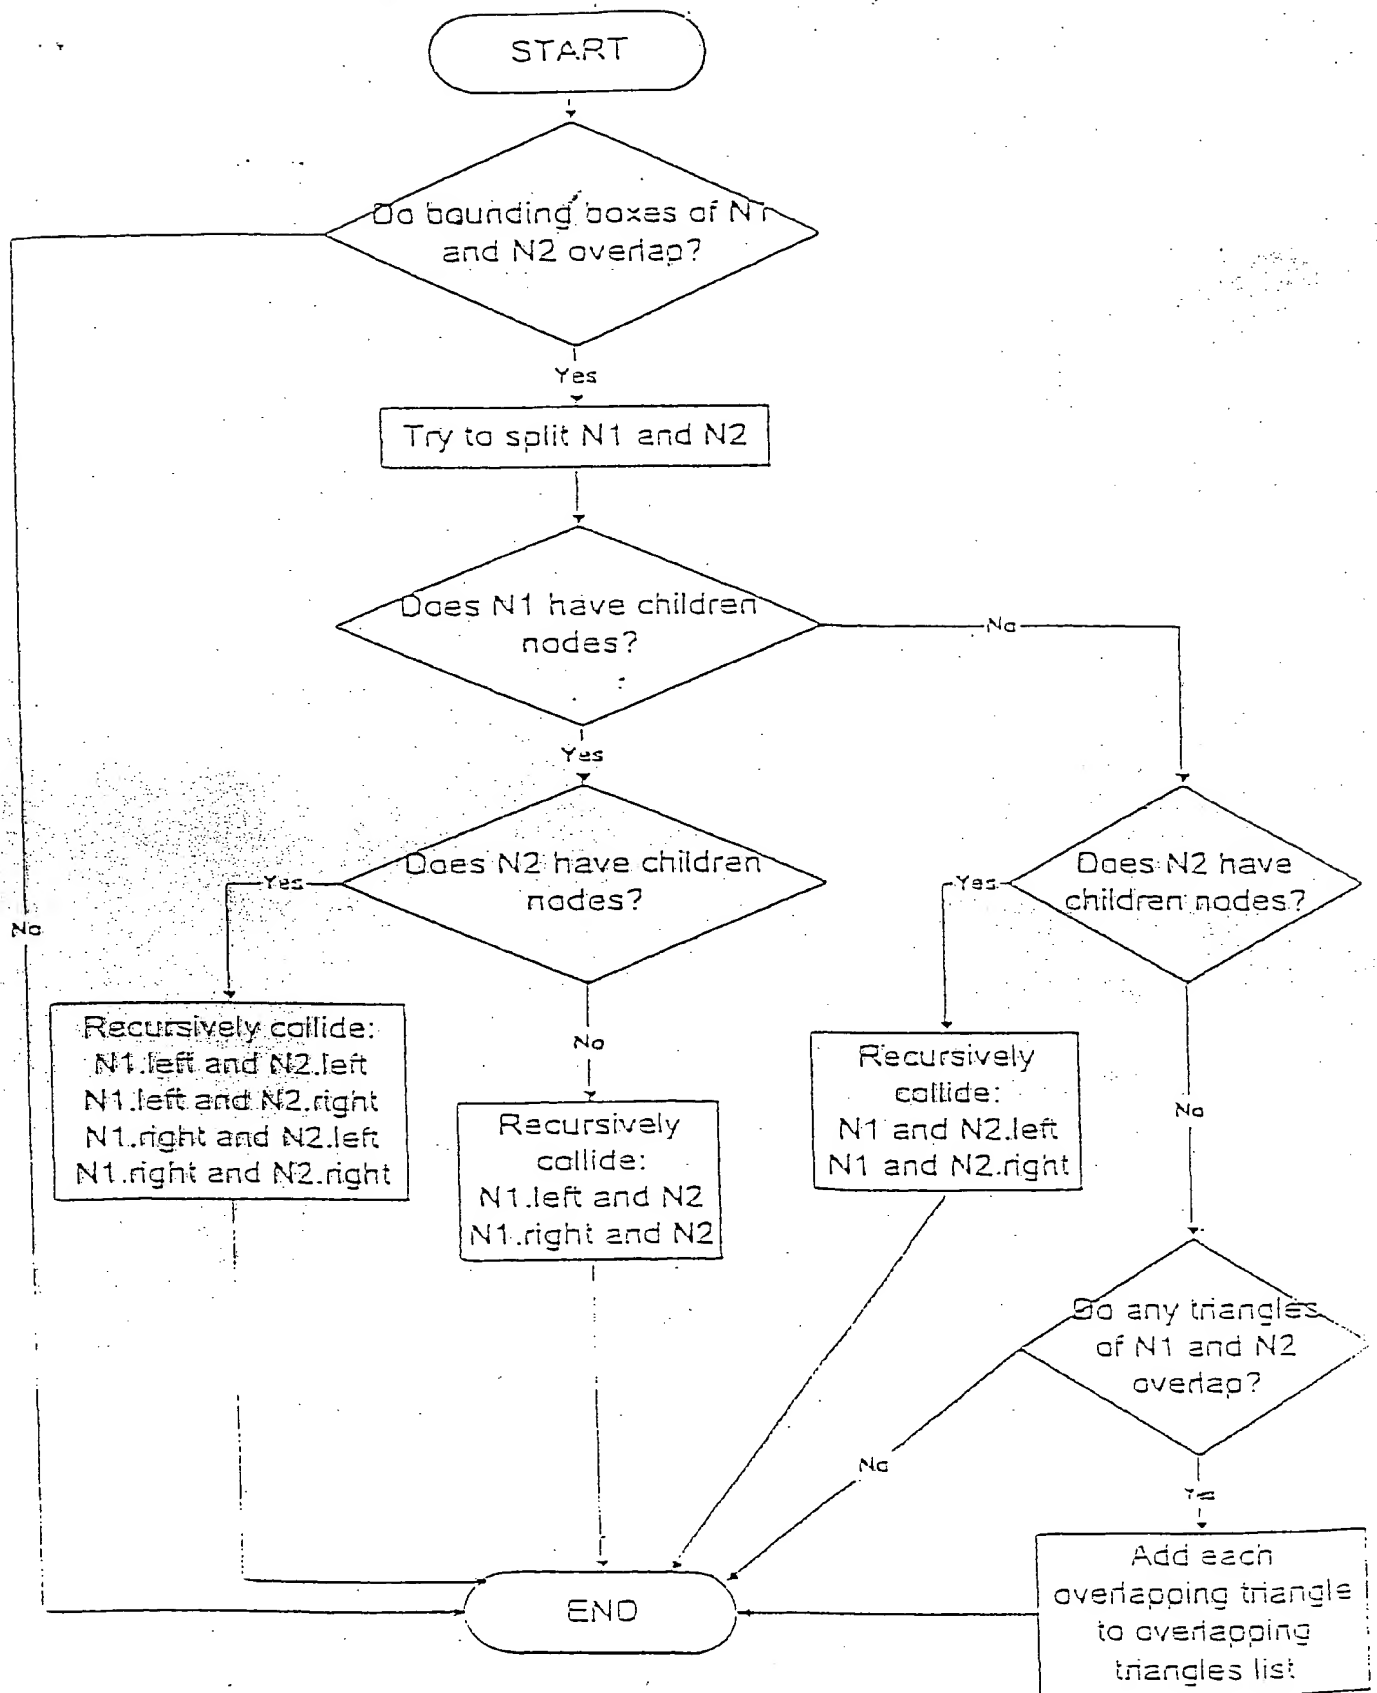 START
Do bounding boxes of N1
and N2 overlap?
Yes
Try to split N1 and N2
Does N1 have children
nodes?
No
Yes
Does N2 have children
nodes?
Yes
Does N2 have
children nodes?
Yes
No
Recursively collide:
N1.left and N2.left
N1.left and N2.right
N1.right and N2.left
N1.right and N2.right
No
Recursively
collide:
N1.left and N2
N1.right and N2
Recursively
collide:
N1 and N2.left
N1 and N2.right
No
Do any triangles
of N1 and N2
overlap?
No
Yes
Add each
overlapping triangle
to overlapping
triangles list
END